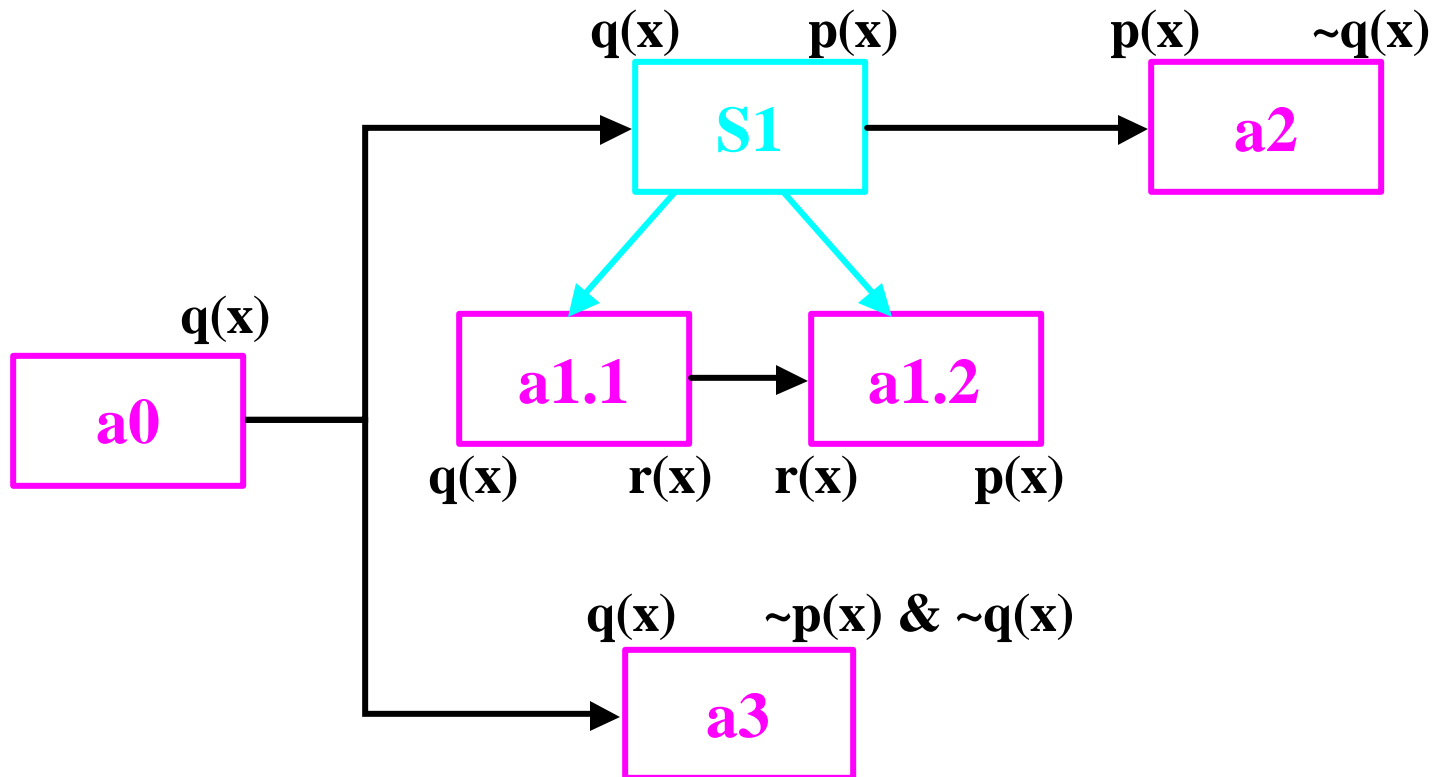 q(x) p(x) p(x) ~q(x)
S1 a2
q(x)
a0
a1.1 a1.2
q(x) r(x) r(x) p(x)
q(x) ~p(x) & ~q(x)
a3